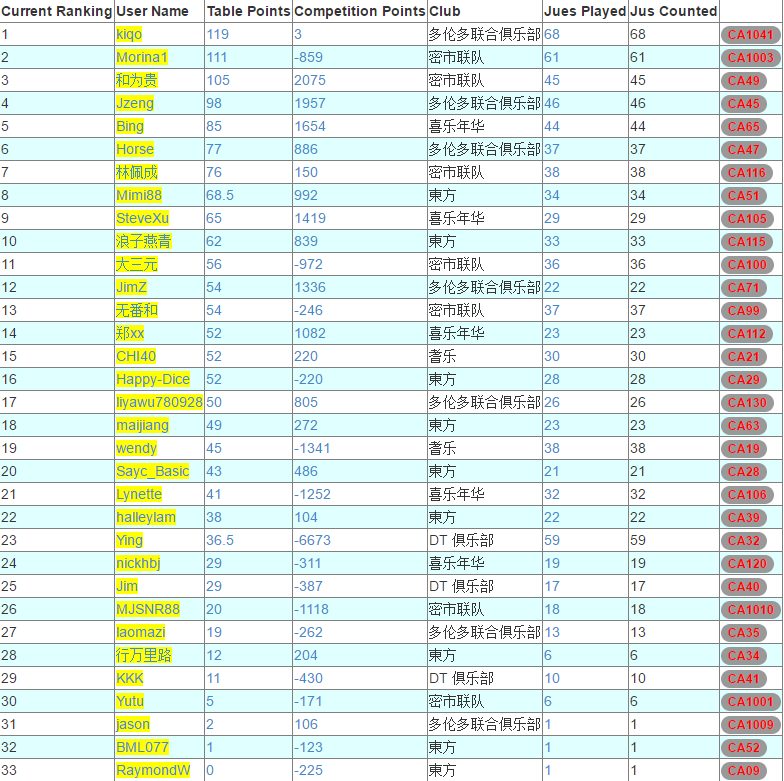 Current Ranking User Name Table Points Competition Points Club Jues Played Jus Counted
1 kiqo 119 3 多伦多联合俱乐部 68 68 CA1041
2 Morina1 111 -859 密市联队 61 61 CA1003
3 和为贵 105 2075 密市联队 45 45 CA49
4 Jzeng 98 1957 多伦多联合俱乐部 46 46 CA45
5 Bing 85 1654 喜乐年华 44 44 CA65
6 Horse 77 886 多伦多联合俱乐部 37 37 CA47
7 林佩成 76 150 密市联队 38 38 CA116
8 Mimi88 68.5 992 東方 34 34 CA51
9 SteveXu 65 1419 喜乐年华 29 29 CA105
10 浪子燕青 62 839 東方 33 33 CA115
11 大三元 56 -972 密市联队 36 36 CA100
12 JimZ 54 1336 多伦多联合俱乐部 22 22 CA71
13 无番和 54 -246 密市联队 37 37 CA99
14 郑xx 52 1082 喜乐年华 23 23 CA112
15 CHI40 52 220 耆乐 30 30 CA21
16 Happy-Dice 52 -220 東方 28 28 CA29
17 liyawu780928 50 805 多伦多联合俱乐部 26 26 CA130
18 maijiang 49 272 東方 23 23 CA63
19 wendy 45 -1341 耆乐 38 38 CA19
20 Sayc_Basic 43 486 東方 21 21 CA28
21 Lynette 41 -1252 喜乐年华 32 32 CA106
22 halleylam 38 104 東方 22 22 CA39
23 Ying 36.5 -6673 DT 俱乐部 59 59 CA32
24 nickhbj 29 -311 喜乐年华 19 19 CA120
25 Jim 29 -387 DT 俱乐部 17 17 CA40
26 MJSNR88 20 -1118 密市联队 18 18 CA1010
27 laomazi 19 -262 多伦多联合俱乐部 13 13 CA35
28 行万里路 12 204 東方 6 6 CA34
29 KKK 11 -430 DT 俱乐部 10 10 CA41
30 Yutu 5 -171 密市联队 6 6 CA1001
31 jason 2 106 多伦多联合俱乐部 1 1 CA1009
32 BML077 1 -123 東方 1 1 CA52
33 RaymondW 0 -225 東方 1 1 CA09